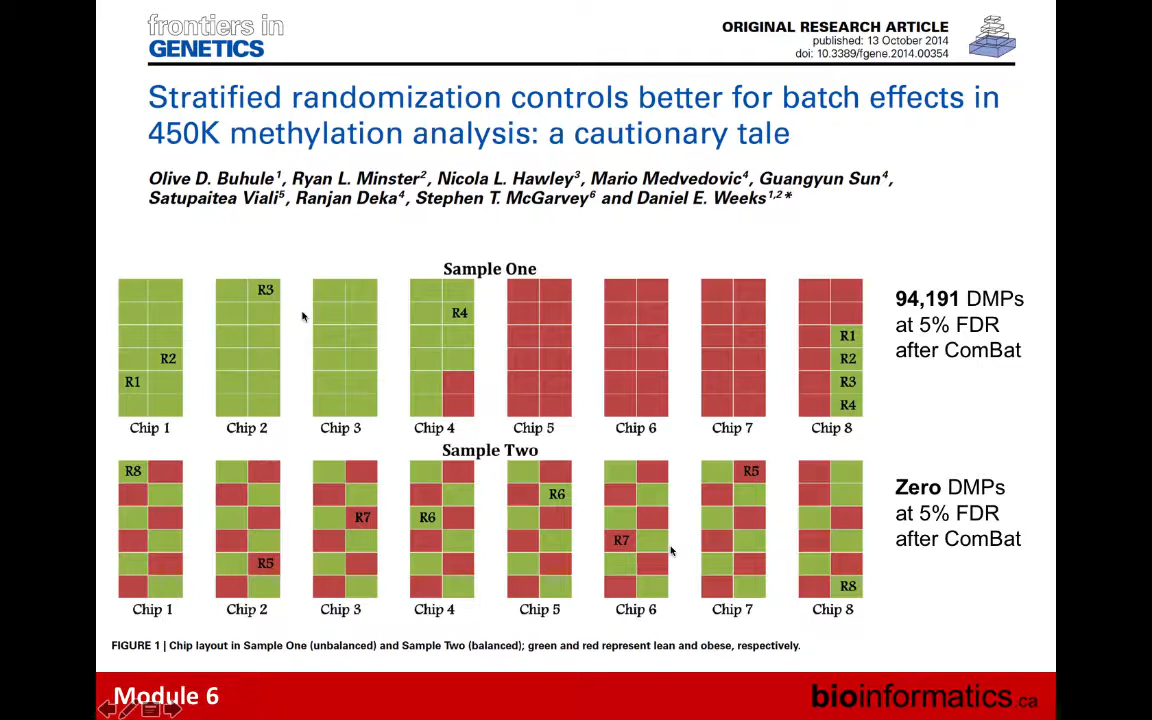 frontiers in
GENETICS
ORIGINAL RESEARCH ARTICLE
published: 13 October 2014
doi: 10.3389/fgene.2014.00354
Stratified randomization controls better for batch effects in
450K methylation analysis: a cautionary tale
Olive D. Buhule1, Ryan L. Minster2, Nicola L. Hawley3, Mario Medvedovic4, Guangyun Sun4,
Satupaitea Viali5, Ranjan Deka4, Stephen T. McGarvey6 and Daniel E. Weeks1,2*
Sample One
R3
R4
R1
R2
R2
R1
R3
R4
Chip 1 Chip 2 Chip 3 Chip 4 Chip 5 Chip 6 Chip 7 Chip 8
94,191 DMPs
at 5% FDR
after ComBat
Sample Two
R8 R5
R6
R7 R6
R7
R5
R8
Chip 1 Chip 2 Chip 3 Chip 4 Chip 5 Chip 6 Chip 7 Chip 8
Zero DMPs
at 5% FDR
after ComBat
FIGURE 1 | Chip layout in Sample One (unbalanced) and Sample Two (balanced); green and red represent lean and obese, respectively.
Module 6
bioinformatics.ca